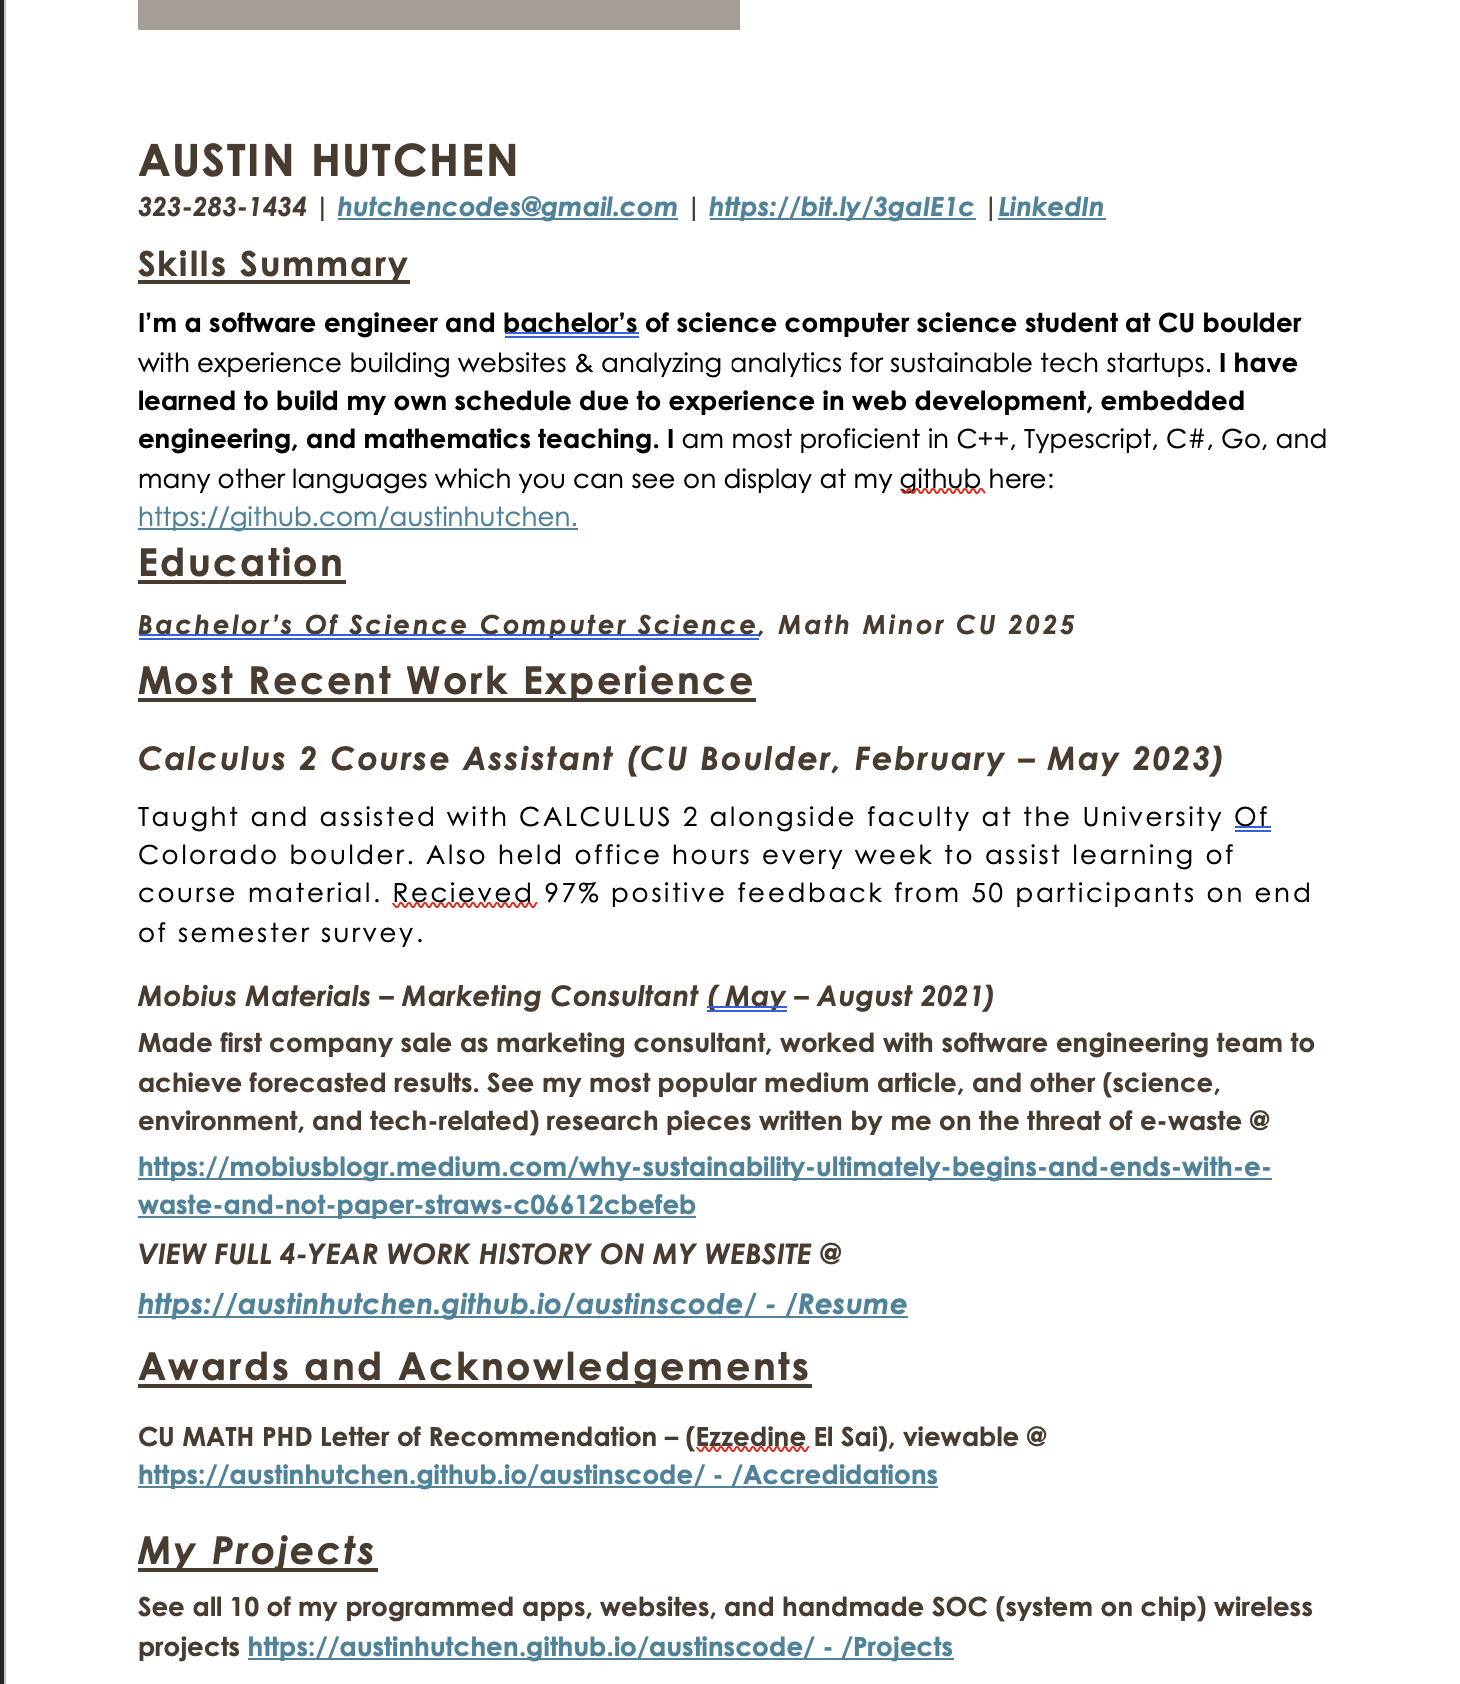 AUSTIN HUTCHEN
323-283-1434 | hutchencodes@gmail.com | https://bit.ly/3galE1c |LinkedIn
Skills Summary
I’m a software engineer and bachelor’s of science computer science student at CU boulder
with experience building websites & analyzing analytics for sustainable tech startups. I have
learned to build my own schedule due to experience in web development, embedded
engineering, and mathematics teaching. I am most proficient in C++, Typescript, C#, Go, and
many other languages which you can see on display at my github here:
https://github.com/austinhutchen.
Education
Bachelor’s Of Science Computer Science, Math Minor CU 2025
Most Recent Work Experience
Calculus 2 Course Assistant (CU Boulder, February – May 2023)
Taught and assisted with CALCULUS 2 alongside faculty at the University Of
Colorado boulder. Also held office hours every week to assist learning of
course material. Recieved 97% positive feedback from 50 participants on end
of semester survey.
Mobius Materials – Marketing Consultant ( May – August 2021)
Made first company sale as marketing consultant, worked with software engineering team to
achieve forecasted results. See my most popular medium article, and other (science,
environment, and tech-related) research pieces written by me on the threat of e-waste @
https://mobiusblogr.medium.com/why-sustainability-ultimately-begins-and-ends-with-e-
waste-and-not-paper-straws-c06612cbefeb
VIEW FULL 4-YEAR WORK HISTORY ON MY WEBSITE @
https://austinhutchen.github.io/austinscode/ - /Resume
Awards and Acknowledgements
CU MATH PHD Letter of Recommendation – (Ezzedine El Sai), viewable @
https://austinhutchen.github.io/austinscode/ - /Accredidations
My Projects
See all 10 of my programmed apps, websites, and handmade SOC (system on chip) wireless
projects https://austinhutchen.github.io/austinscode/ - /Projects